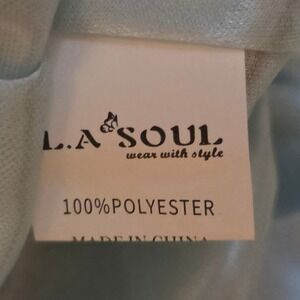 L.A SOUL
wear with style
100%POLYESTER
MADE IN CHINA